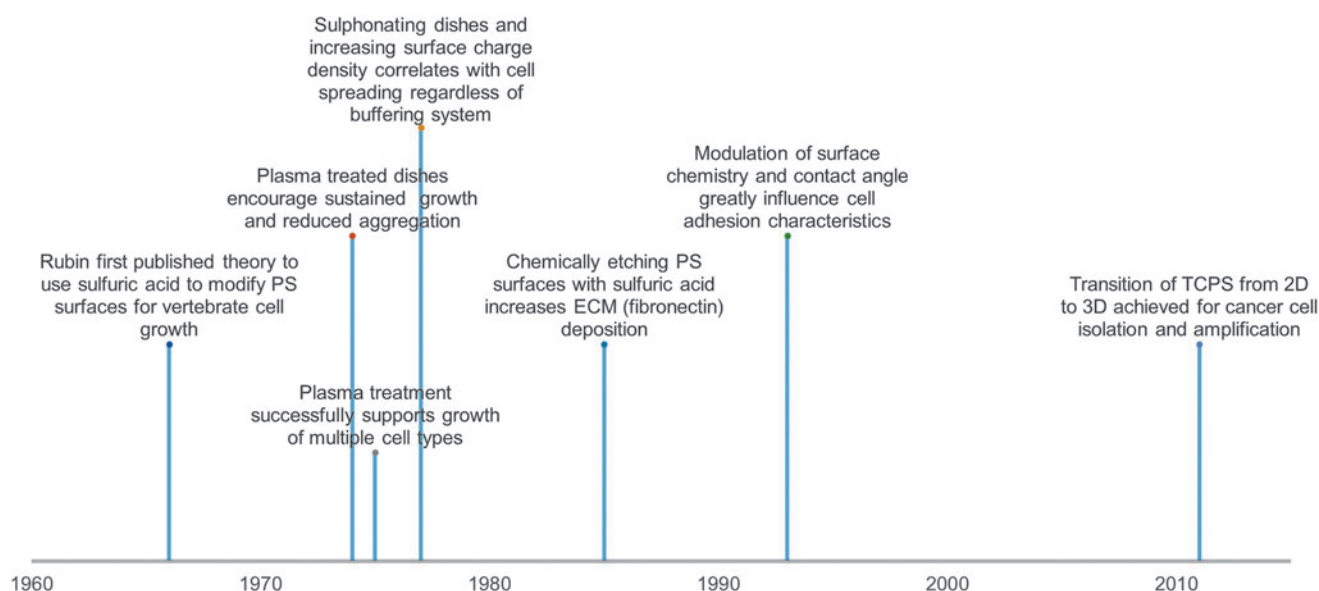 Sulphonating dishes and
increasing surface charge
density correlates with cell
spreading regardless of
buffering system
Plasma treated dishes
encourage sustained growth
and reduced aggregation
Modulation of surface
chemistry and contact angle
greatly influence cell
adhesion characteristics
Rubin first published theory to
use sulfuric acid to modify PS
surfaces for vertebrate cell
growth
Chemically etching PS
surfaces with sulfuric acid
increases ECM (fibronectin)
deposition
Transition of TCPS from 2D
to 3D achieved for cancer cell
isolation and amplification
Plasma treatment
successfully supports growth
of multiple cell types
1960 1970 1980 1990 2000 2010